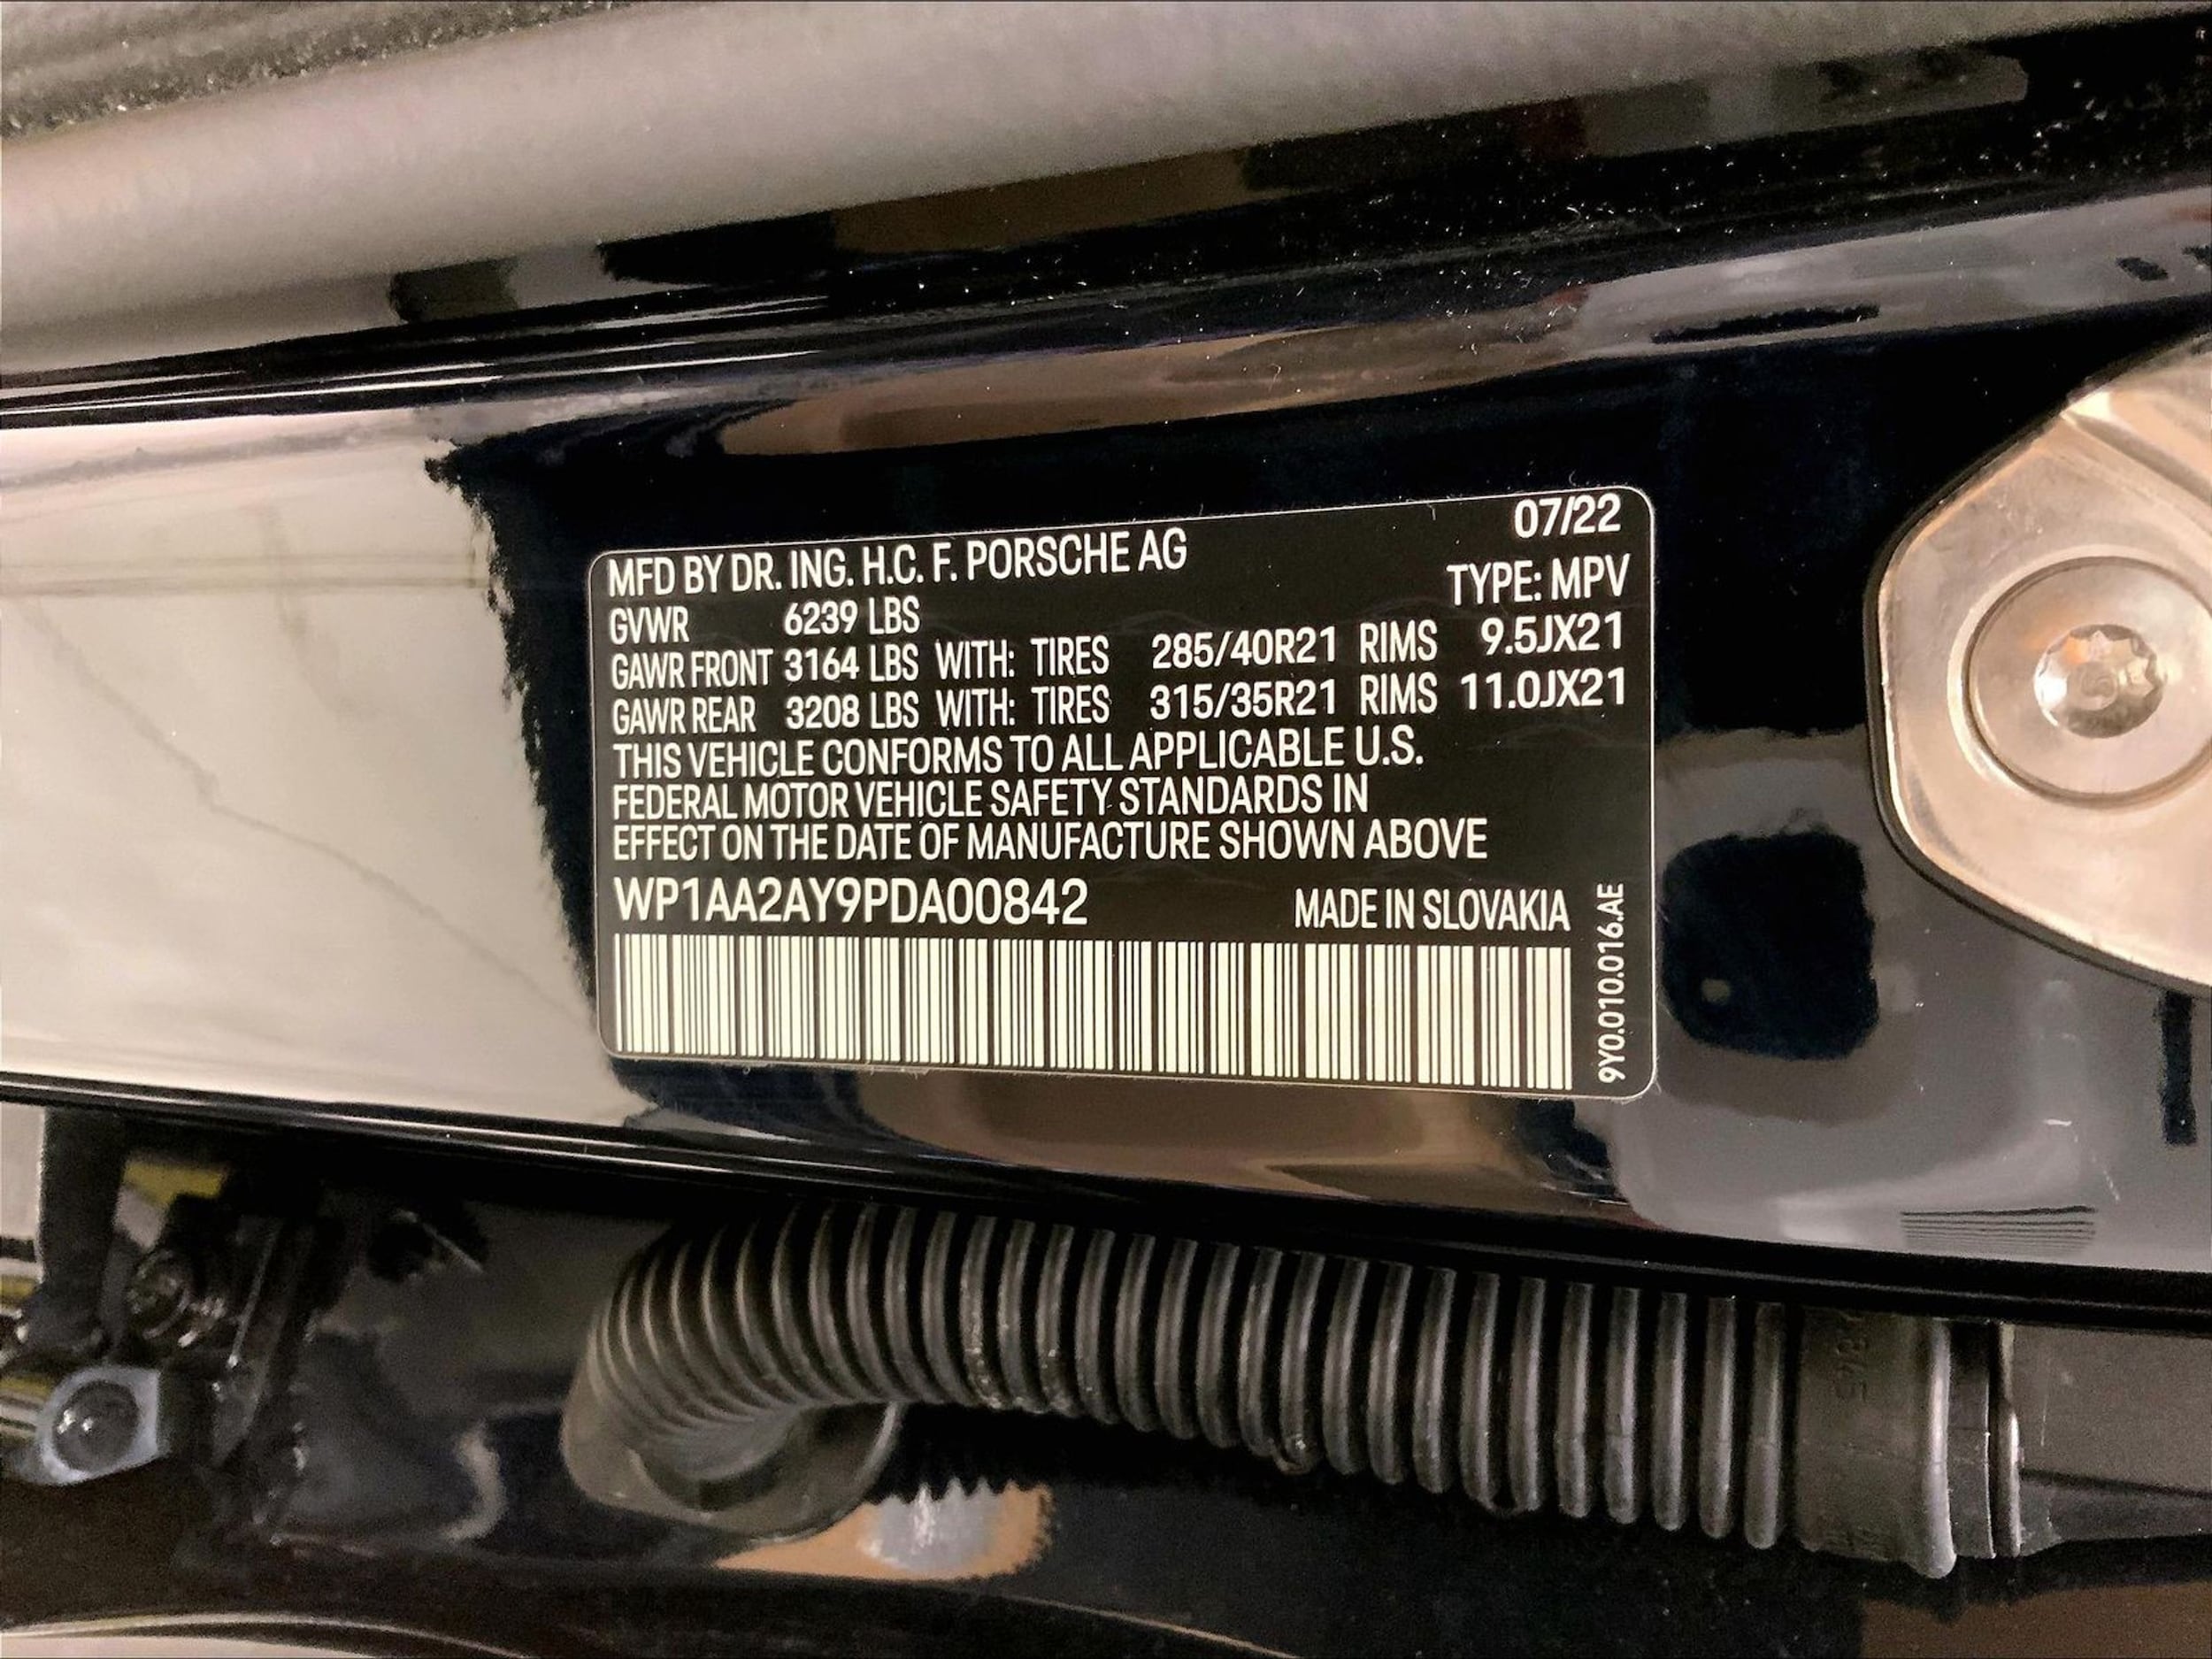 07/22
MFD BY DR. ING. H.C. F. PORSCHE AG
TYPE: MPV
GVWR 6239 LBS
GAWR FRONT 3164 LBS WITH: TIRES 285/40R21 RIMS 9.5JX21
GAWR REAR 3208 LBS WITH: TIRES 315/35R21 RIMS 11.0JX21
THIS VEHICLE CONFORMS TO ALL APPLICABLE U.S.
FEDERAL MOTOR VEHICLE SAFETY STANDARDS IN
EFFECT ON THE DATE OF MANUFACTURE SHOWN ABOVE
WP1AA2AY9PDA00842 MADE IN SLOVAKIA
9Y0.010.016.AE